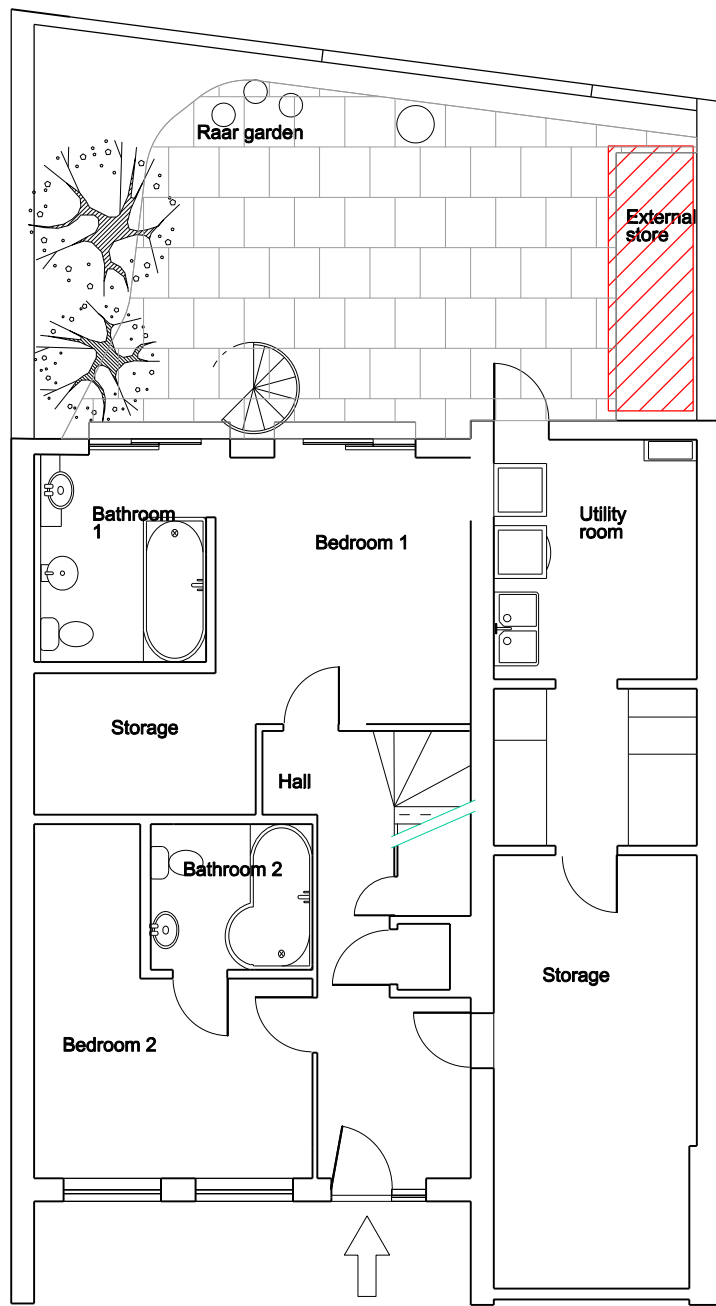 Raar garden
External
store
Bathroom
1
Bedroom 1
Utility
room
Storage
Hall
Bathroom 2
Storage
Bedroom 2